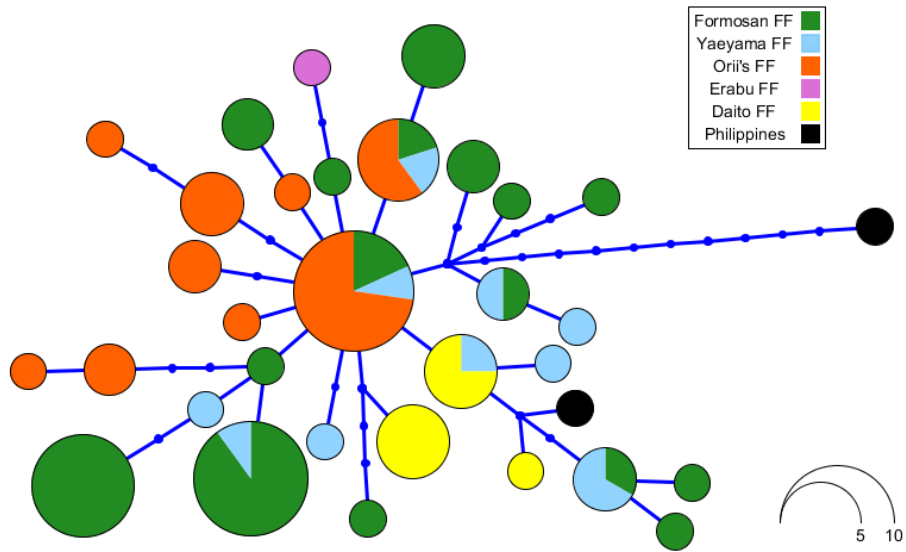 Formosan FF
Yaeyama FF
Orii's FF
Erabu FF
Daito FF
Philippines
5 10